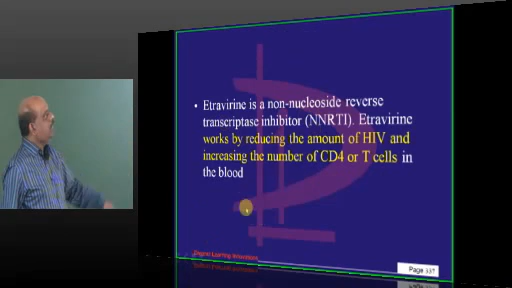 • Etravirine is a non-nucleoside reverse
transcriptase inhibitor (NNRTI). Etravirine
works by reducing the amount of HIV and
increasing the number of CD4 or T cells in
the blood
Page 337